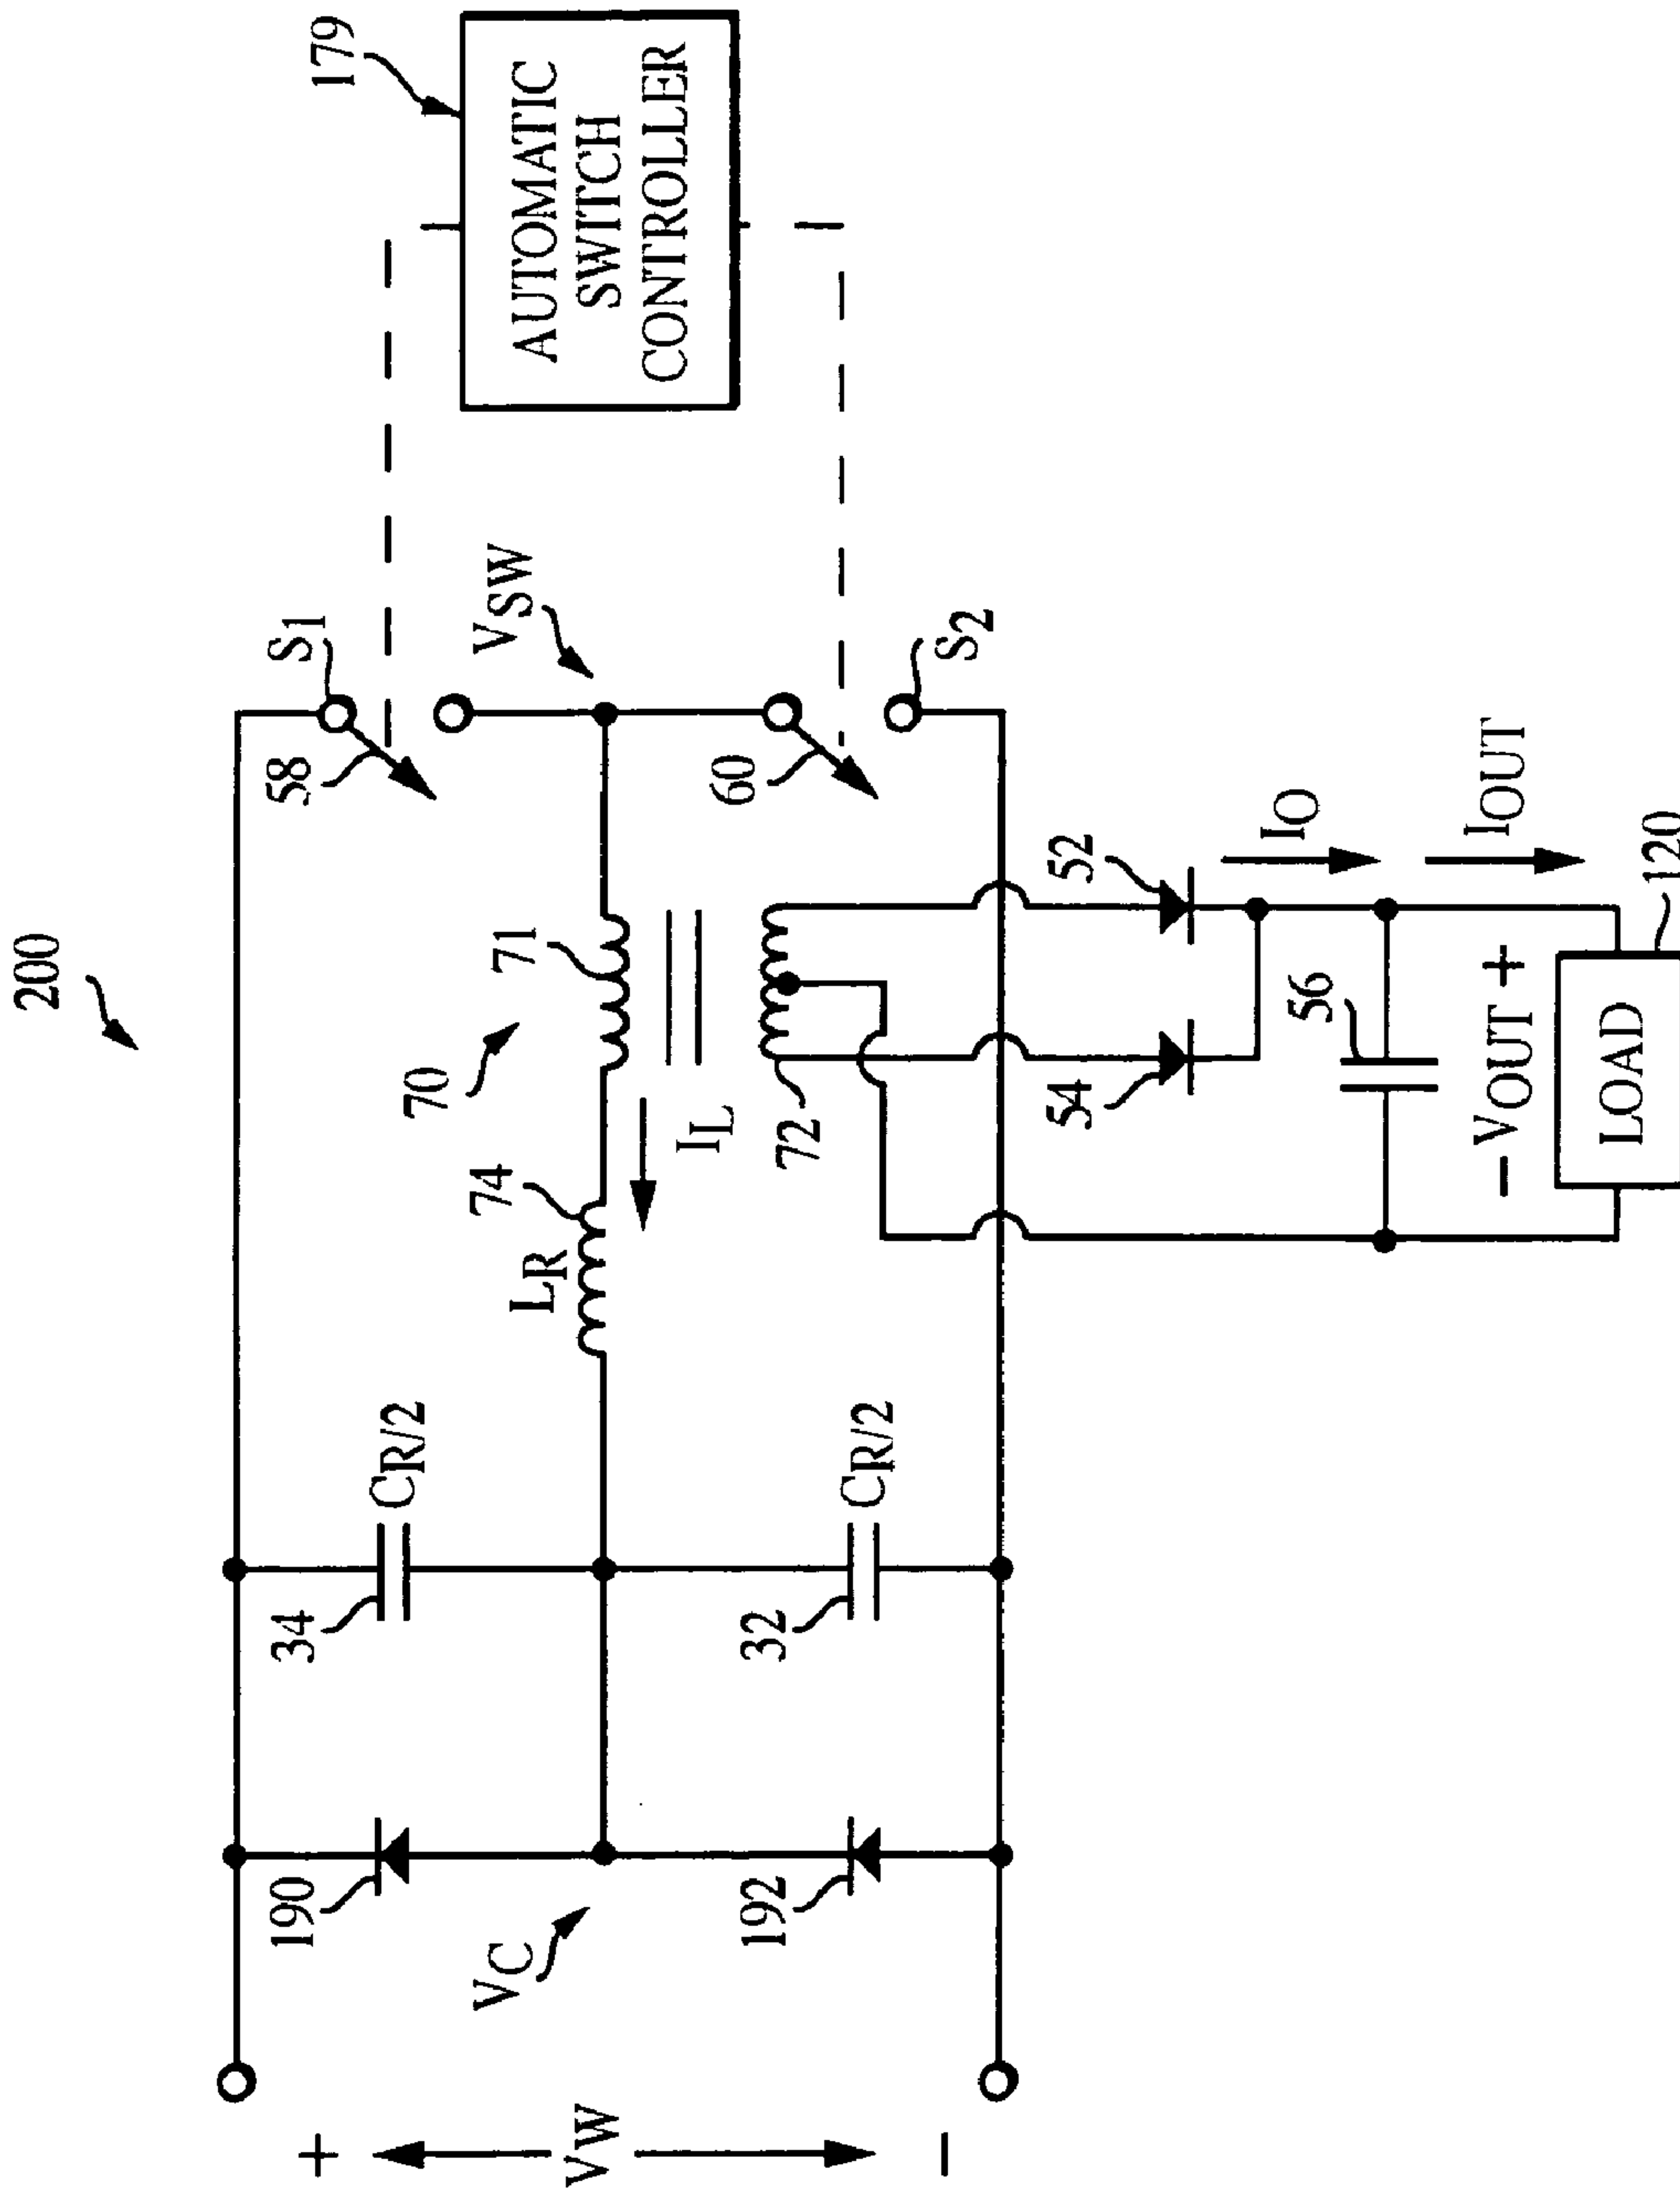 200
179
AUTOMATIC
SWITCH
CONTROLLER
S1
58
VSW
60
S2
70
71
74
LR
IL
72
34
CR/2
32
CR/2
190
VC
192
+
VW
−
52
54
IO
IOUT
56
− VOUT +
LOAD
120